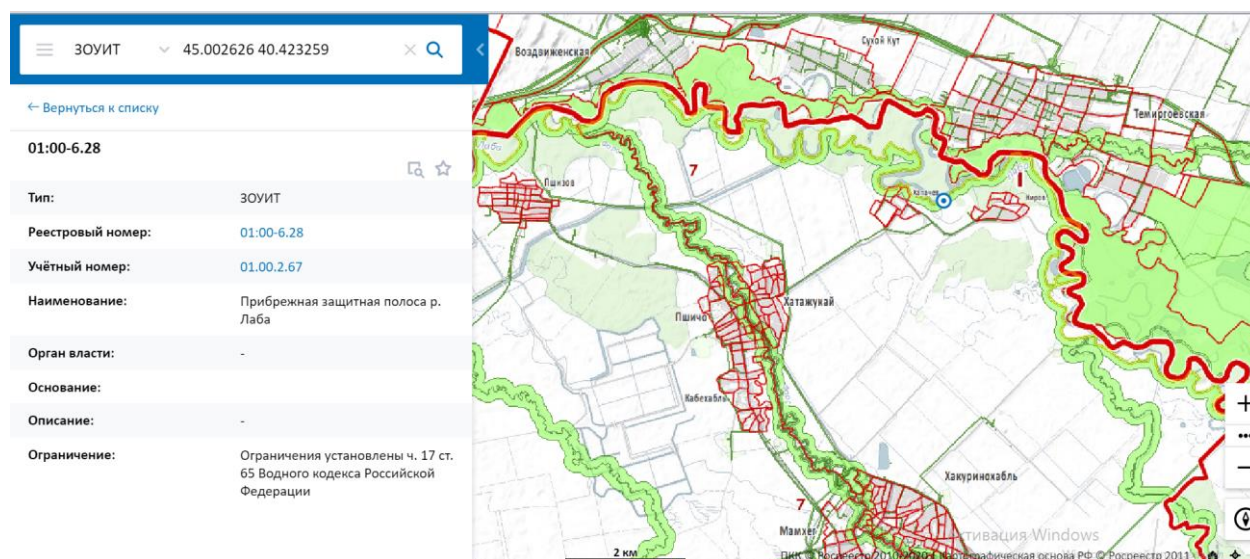 ЗОУИТ 45.002626 40.423259
← Вернуться к списку
01:00-6.28
Тип: ЗОУИТ
Реестровый номер: 01:00-6.28
Учётный номер: 01.00.2.67
Наименование: Прибрежная защитная полоса р.
Лаба
Орган власти: -
Основание:
Описание: -
Ограничение: Ограничения установлены ч. 17 ст.
65 Водного кодекса Российской
Федерации
Воздвиженская
Сухой Кут
Темиргоевская
7
Пшизов
Хатажукай
Пшичо
Кабехабль
Хакуринохабль
7
Мамхег
2 км
активация Windows